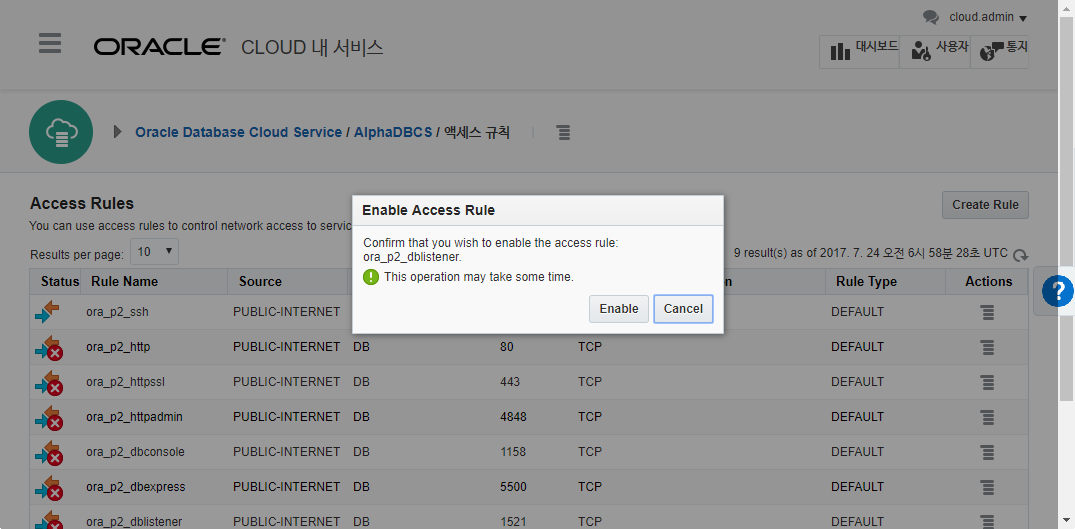 cloud.admin
ORACLE® CLOUD 내 서비스
대시보드 사용자 통지
Oracle Database Cloud Service / AlphaDBCS / 액세스 규칙
Access Rules
Create Rule
You can use access rules to control network access to servic
Results per page: 10
9 result(s) as of 2017. 7. 24 오전 6시 58분 28초 UTC
Enable Access Rule
Confirm that you wish to enable the access rule:
ora_p2_dblistener.
This operation may take some time.
Enable Cancel
?
Status Rule Name Source Rule Type Actions
ora_p2_ssh PUBLIC-INTERNET DEFAULT
ora_p2_http PUBLIC-INTERNET DB 80 TCP DEFAULT
ora_p2_httpssl PUBLIC-INTERNET DB 443 TCP DEFAULT
ora_p2_httpadmin PUBLIC-INTERNET DB 4848 TCP DEFAULT
ora_p2_dbconsole PUBLIC-INTERNET DB 1158 TCP DEFAULT
ora_p2_dbexpress PUBLIC-INTERNET DB 5500 TCP DEFAULT
ora_p2_dblistener PUBLIC-INTERNET DB 1521 TCP DEFAULT